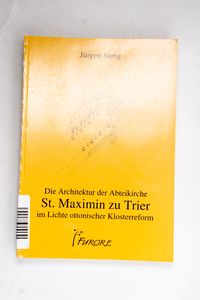 Jürgen Sistig
Die Architektur der Abteikirche
St. Maximin zu Trier
im Lichte ottonischer Klosterreform
FURORE